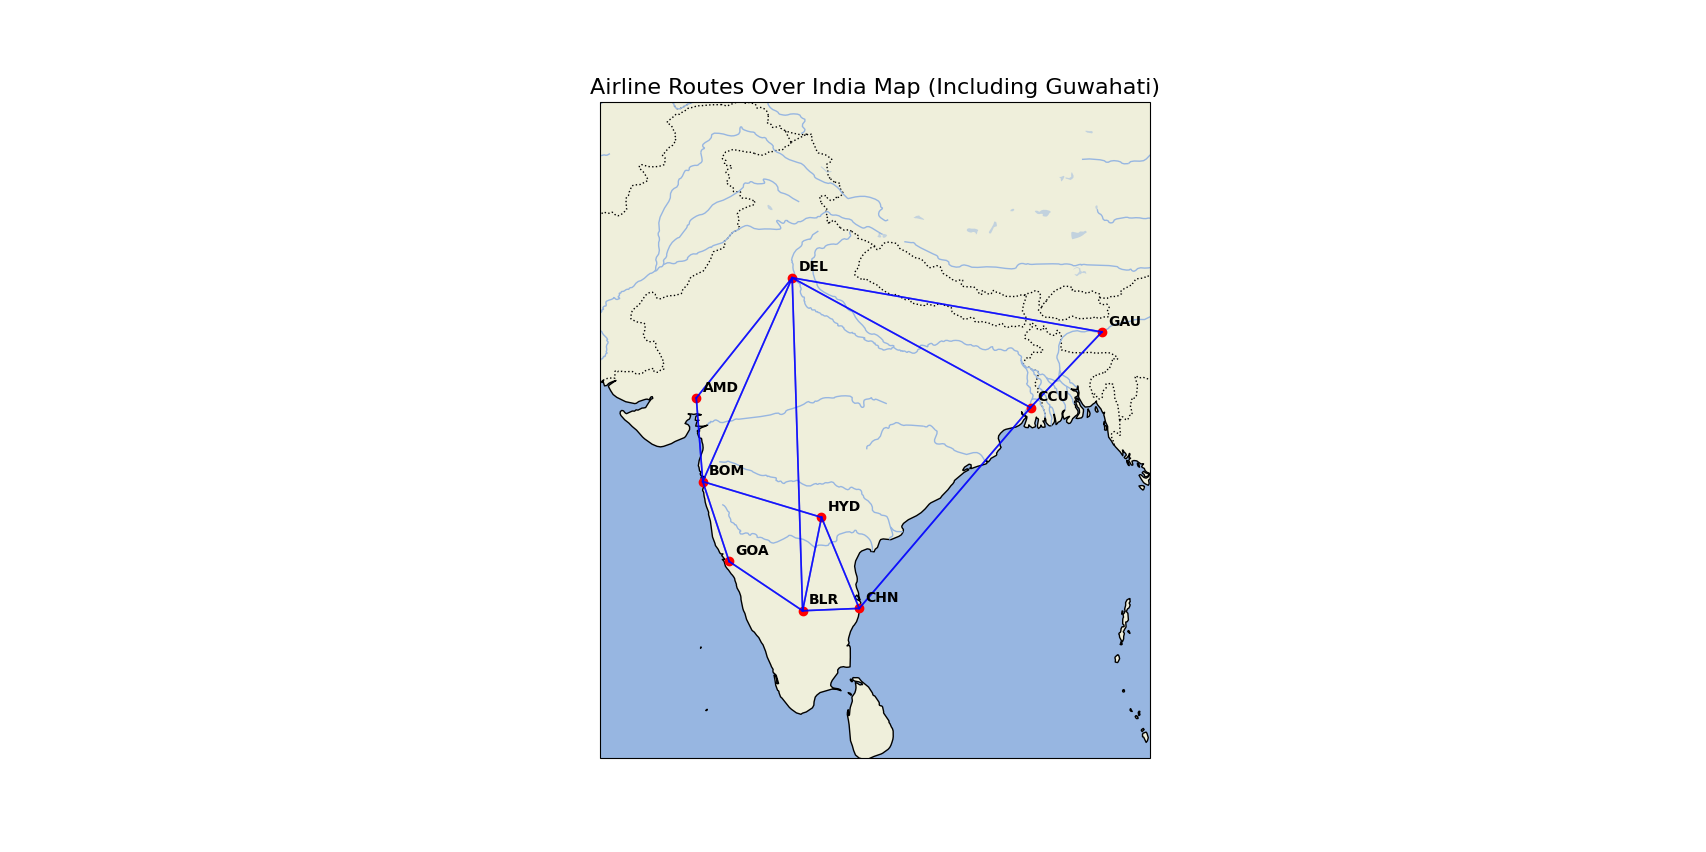 Airline Routes Over India Map (Including Guwahati)
DEL
GAU
AMD
CCU
BOM
HYD
GOA
BLR
CHN